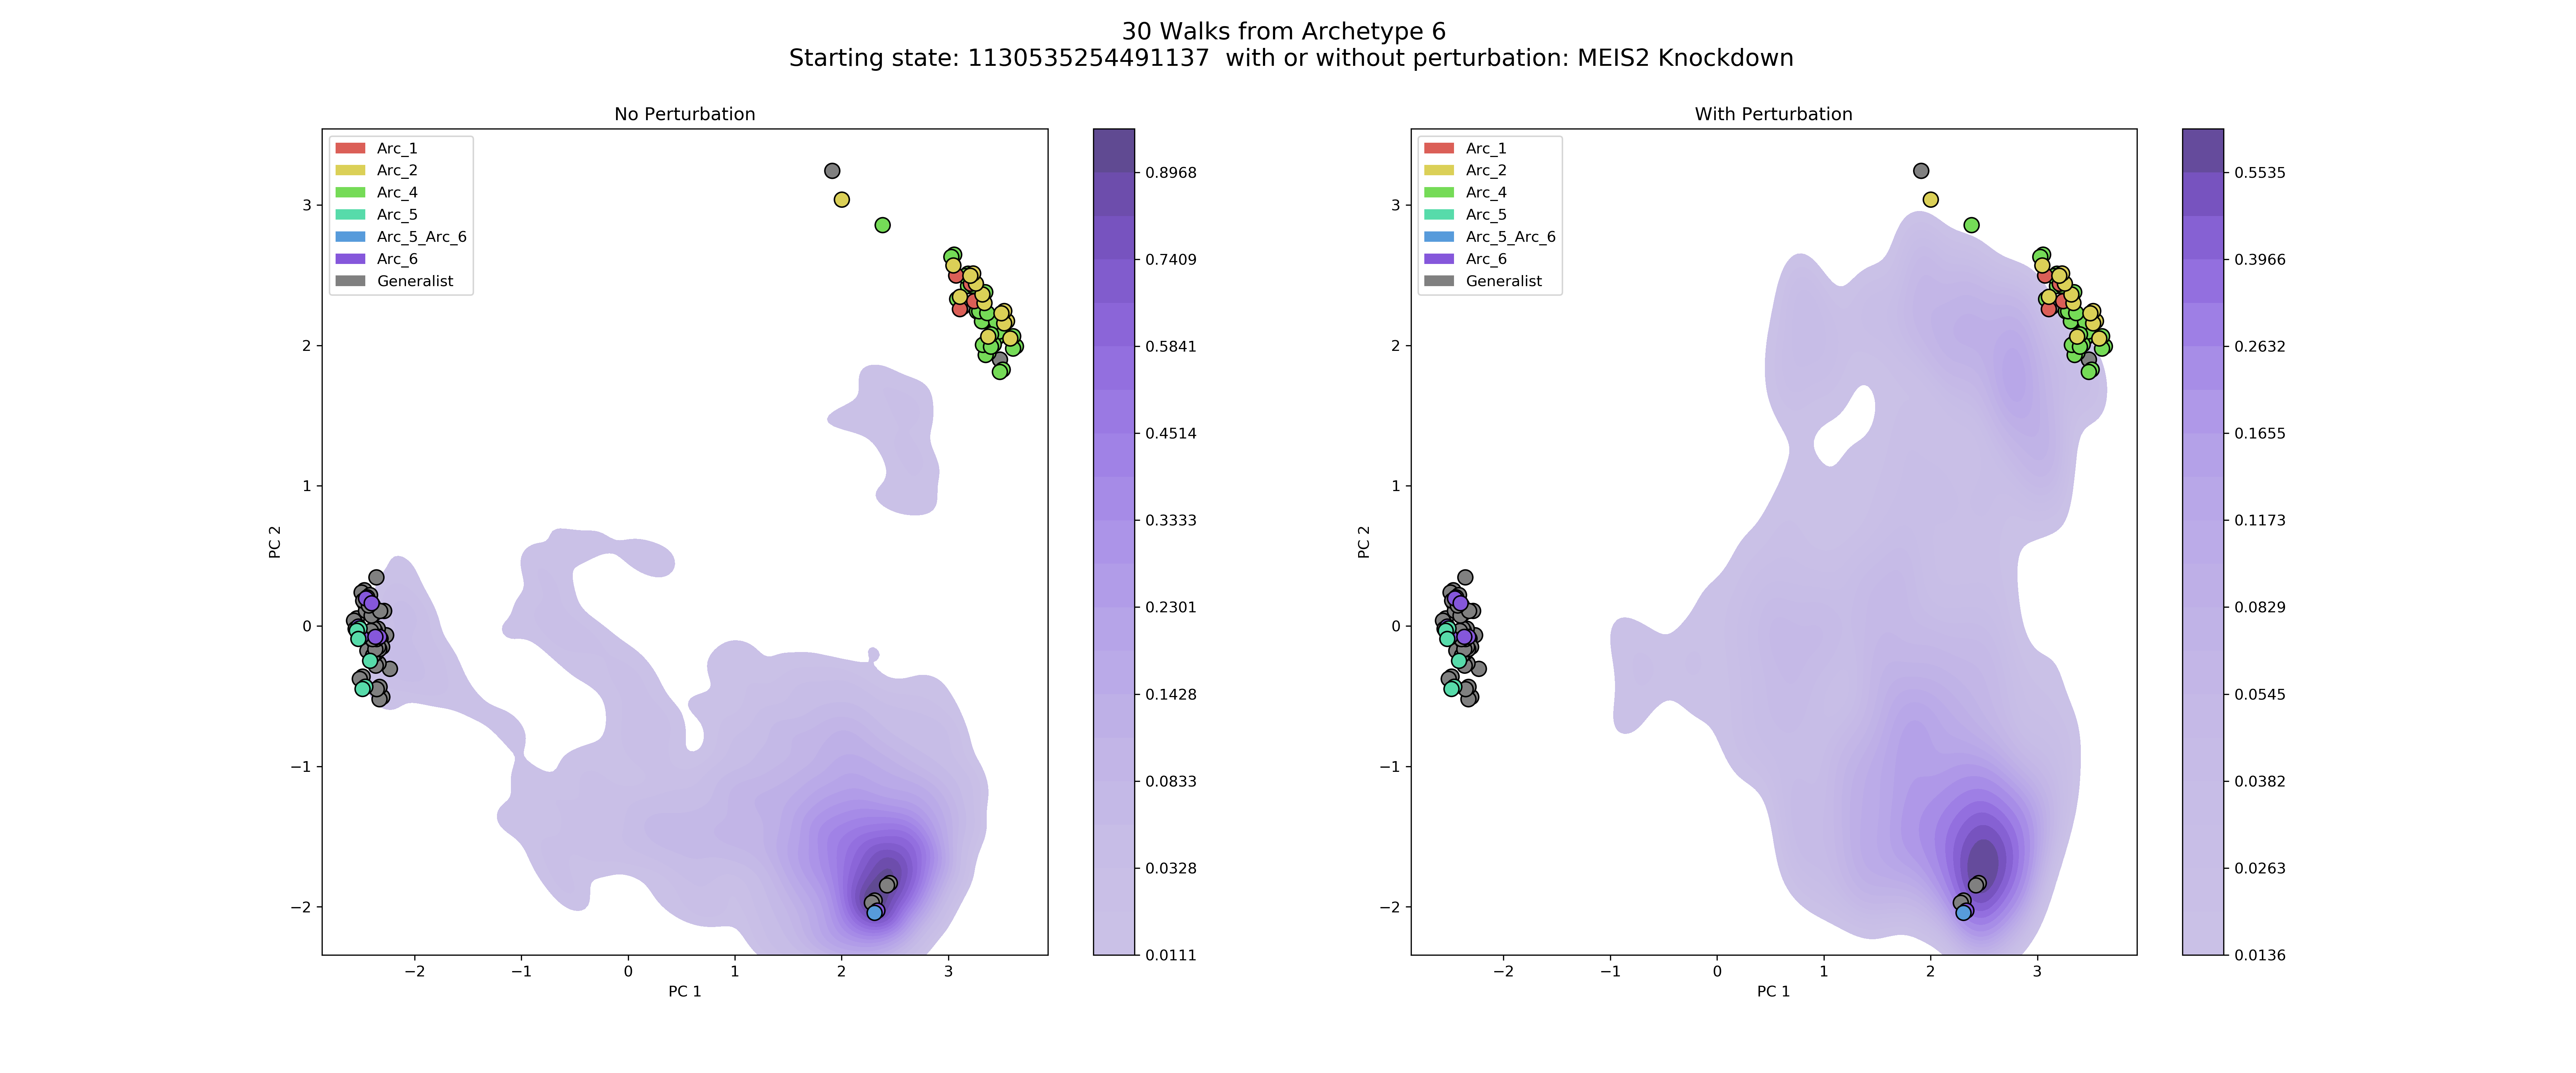 30 Walks from Archetype 6
Starting state: 1130535254491137  with or without perturbation: MEIS2 Knockdown
No Perturbation
Arc_1
Arc_2
Arc_4
Arc_5
Arc_5_Arc_6
Arc_6
Generalist
PC 2
3
2
1
0
−1
−2
−2
−1
0
1
2
3
PC 1
0.8968
0.7409
0.5841
0.4514
0.3333
0.2301
0.1428
0.0833
0.0328
0.0111
With Perturbation
Arc_1
Arc_2
Arc_4
Arc_5
Arc_5_Arc_6
Arc_6
Generalist
PC 2
3
2
1
0
−1
−2
−2
−1
0
1
2
3
PC 1
0.5535
0.3966
0.2632
0.1655
0.1173
0.0829
0.0545
0.0382
0.0263
0.0136